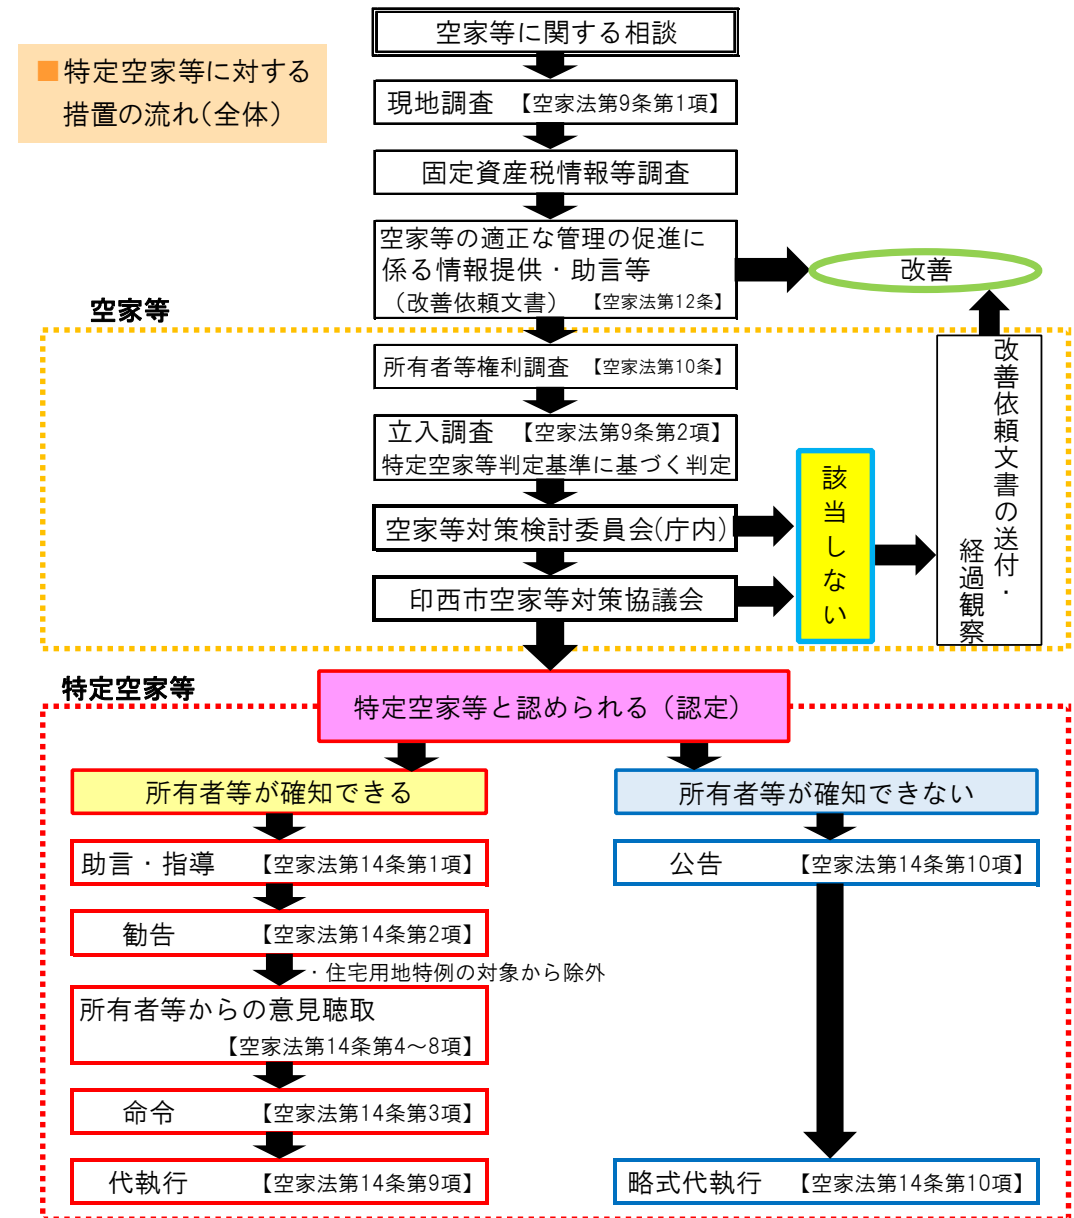 空家等に関する相談
■特定空家等に対する
措置の流れ(全体)
現地調査 【空家法第9条第1項】
固定資産税情報等調査
空家等の適正な管理の促進に
係る情報提供・助言等
(改善依頼文書) 【空家法第12条】
改善
空家等
所有者等権利調査 【空家法第10条】
立入調査 【空家法第9条第2項】
特定空家等判定基準に基づく判定
空家等対策検討委員会(庁内)
印西市空家等対策協議会
該当しない
改善依頼文書の送付・
経過観察
特定空家等
特定空家等と認められる(認定)
所有者等が確知できる
助言・指導 【空家法第14条第1項】
勧告 【空家法第14条第2項】
・住宅用地特例の対象から除外
所有者等からの意見聴取
【空家法第14条第4～8項】
命令 【空家法第14条第3項】
代執行 【空家法第14条第9項】
所有者等が確知できない
公告 【空家法第14条第10項】
略式代執行 【空家法第14条第10項】